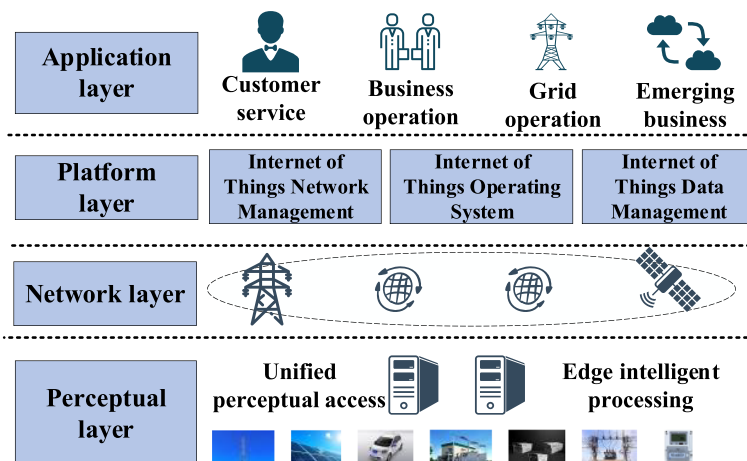 Application
layer
Customer
service
Business
operation
Grid
operation
Emerging
business
Platform
layer
Internet of
Things Network
Management
Internet of
Things Operating
System
Internet of
Things Data
Management
Network layer
Perceptual
layer
Unified
perceptual access
Edge intelligent
processing